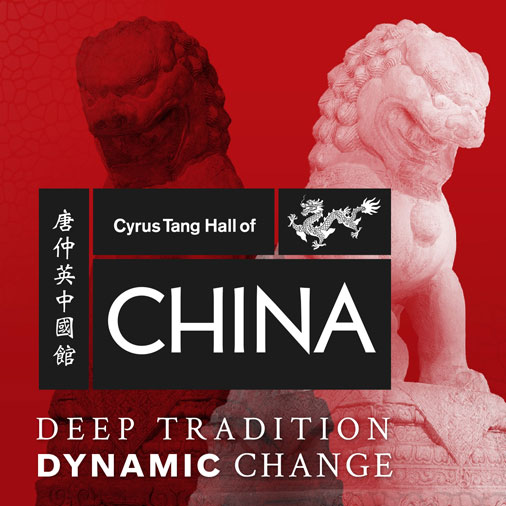 唐仲英中國館
Cyrus Tang Hall of
CHINA
DEEP TRADITION
DYNAMIC CHANGE